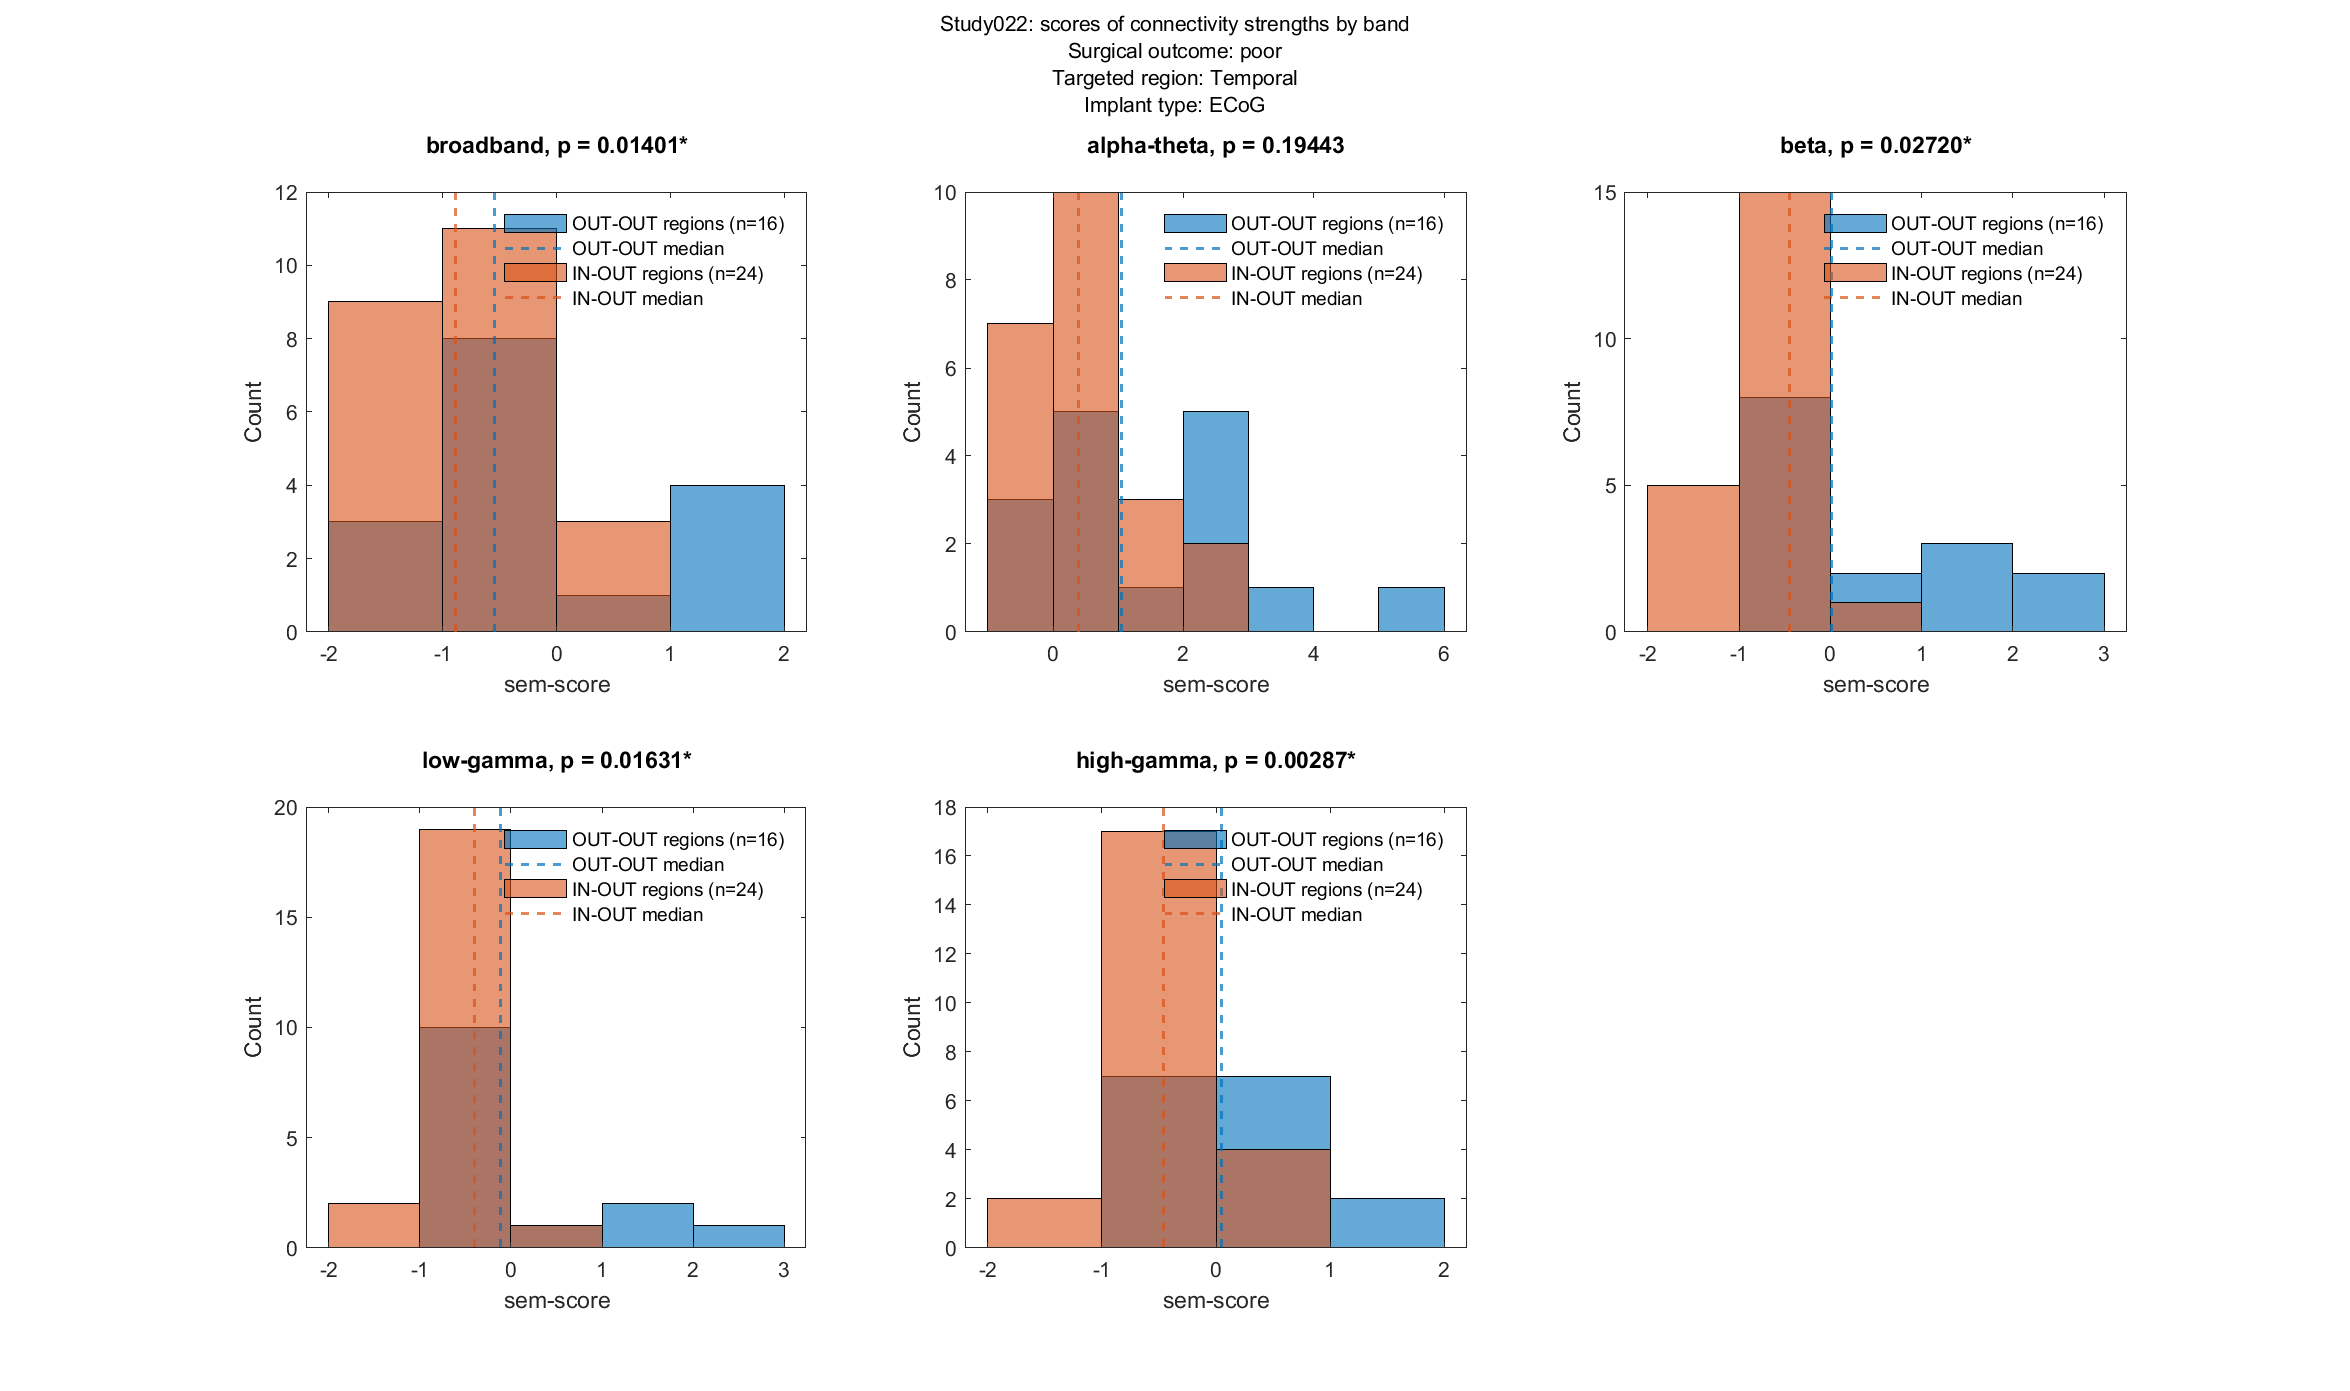 Study022: scores of connectivity strengths by band
Surgical outcome: poor
Targeted region: Temporal
Implant type: ECoG
broadband, p = 0.01401*
12
10
8
6
4
2
0
Count
-2
-1
0
1
2
sem-score
OUT-OUT regions (n=16)
OUT-OUT median
IN-OUT regions (n=24)
IN-OUT median
alpha-theta, p = 0.19443
10
8
6
4
2
0
Count
0
2
4
6
sem-score
OUT-OUT regions (n=16)
OUT-OUT median
IN-OUT regions (n=24)
IN-OUT median
beta, p = 0.02720*
15
10
5
0
Count
-2
-1
0
1
2
3
sem-score
OUT-OUT regions (n=16)
OUT-OUT median
IN-OUT regions (n=24)
IN-OUT median
low-gamma, p = 0.01631*
20
15
10
5
0
Count
-2
-1
0
1
2
3
sem-score
OUT-OUT regions (n=16)
OUT-OUT median
IN-OUT regions (n=24)
IN-OUT median
high-gamma, p = 0.00287*
18
16
14
12
10
8
6
4
2
0
Count
-2
-1
0
1
2
sem-score
OUT-OUT regions (n=16)
OUT-OUT median
IN-OUT regions (n=24)
IN-OUT median